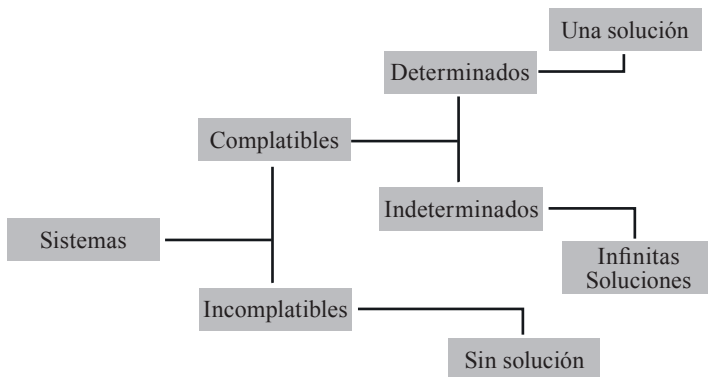 Una solución
Determinados
Complatibles
Indeterminados
Sistemas
Infinitas
Soluciones
Incomplatibles
Sin solución